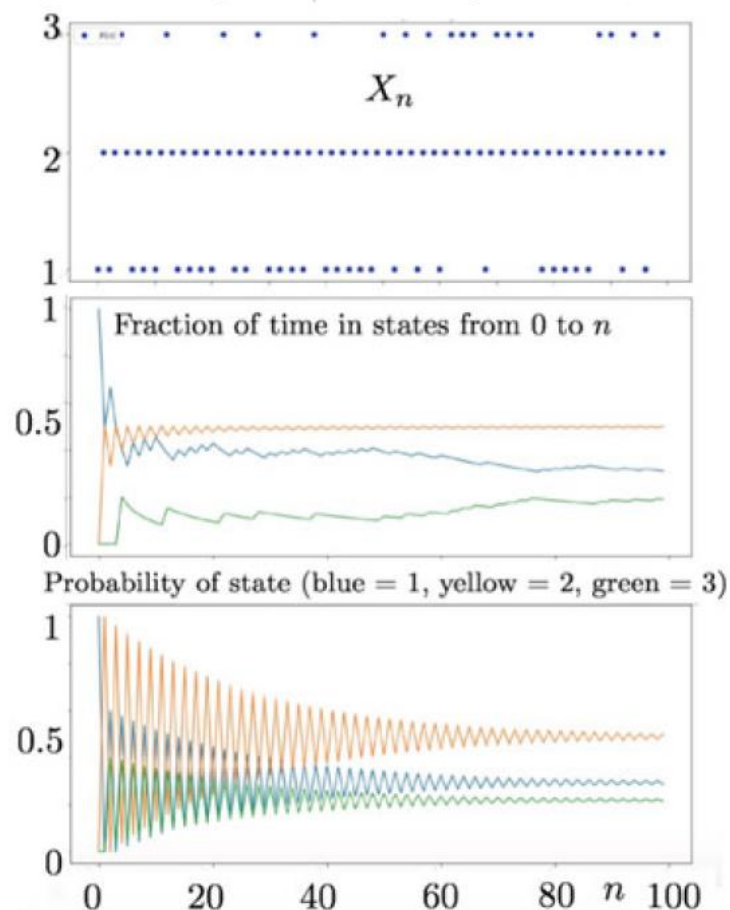 3
X_n
2
1
1
Fraction of time in states from 0 to n
0.5
0
Probability of state (blue = 1, yellow = 2, green = 3)
1
0.5
0
0 20 40 60 80 n 100